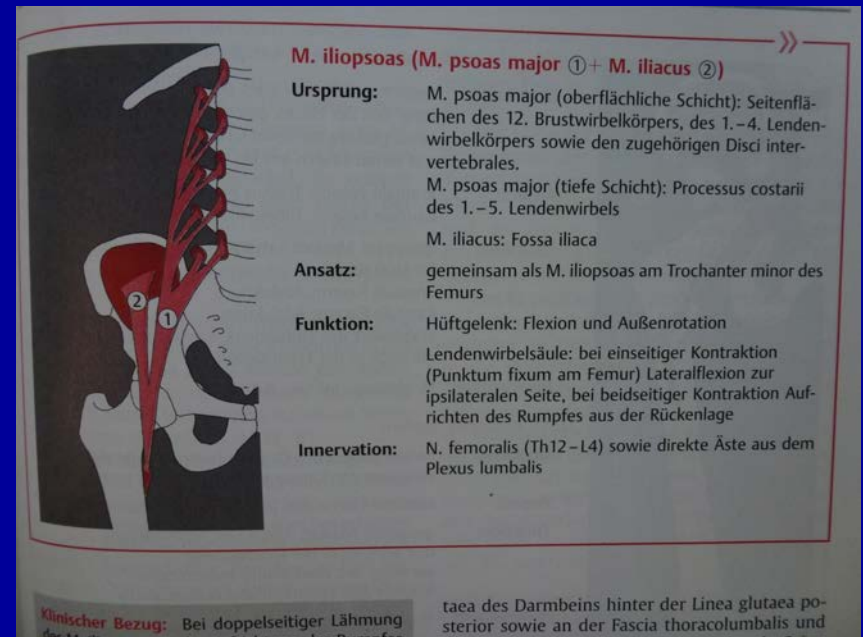 M. iliopsoas (M. psoas major ①+ M. iliacus ②)
Ursprung: M. psoas major (oberflächliche Schicht): Seitenflä-
chen des 12. Brustwirbelkörpers, des 1.–4. Lenden-
wirbelkörpers sowie den zugehörigen Disci inter-
vertebrales.
M. psoas major (tiefe Schicht): Processus costarii
des 1.–5. Lendenwirbels
M. iliacus: Fossa iliaca
Ansatz: gemeinsam als M. iliopsoas am Trochanter minor des
Femurs
Funktion: Hüftgelenk: Flexion und Außenrotation
Lendenwirbelsäule: bei einseitiger Kontraktion
(Punktum fixum am Femur) Lateralflexion zur
ipsilateralen Seite, bei beidseitiger Kontraktion Auf-
richten des Rumpfes aus der Rückenlage
Innervation: N. femoralis (Th12–L4) sowie direkte Äste aus dem
Plexus lumbalis
②
①
Klinischer Bezug: Bei doppelseitiger Lähmung
taea des Darmbeins hinter der Linea glutaea po-
sterior sowie an der Fascia thoracolumbalis und